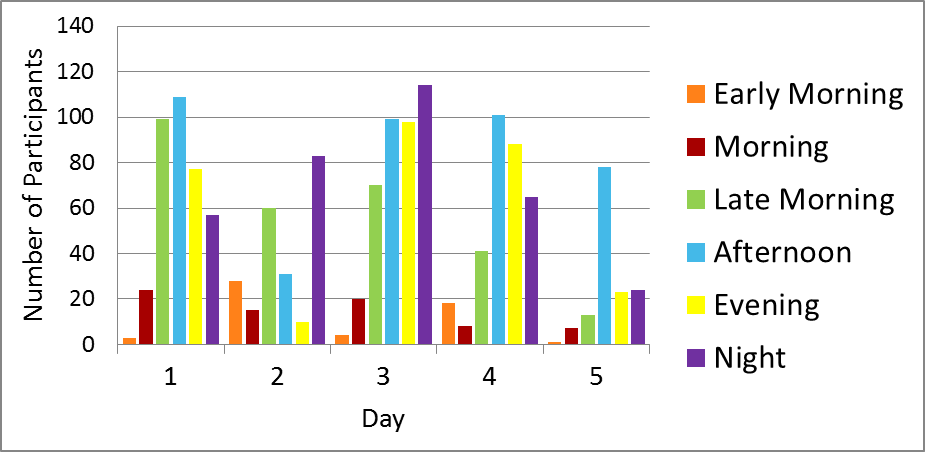 140
120
100
80
60
40
20
0
Number of Participants
1 2 3 4 5
Day
Early Morning
Morning
Late Morning
Afternoon
Evening
Night